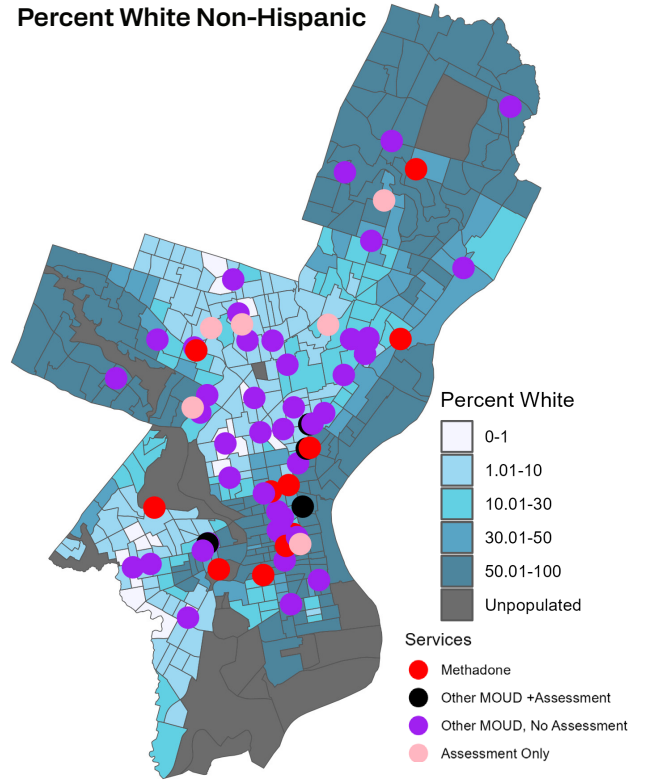 Percent White Non-Hispanic
Percent White
0-1
1.01-10
10.01-30
30.01-50
50.01-100
Unpopulated
Services
Methadone
Other MOUD +Assessment
Other MOUD, No Assessment
Assessment Only